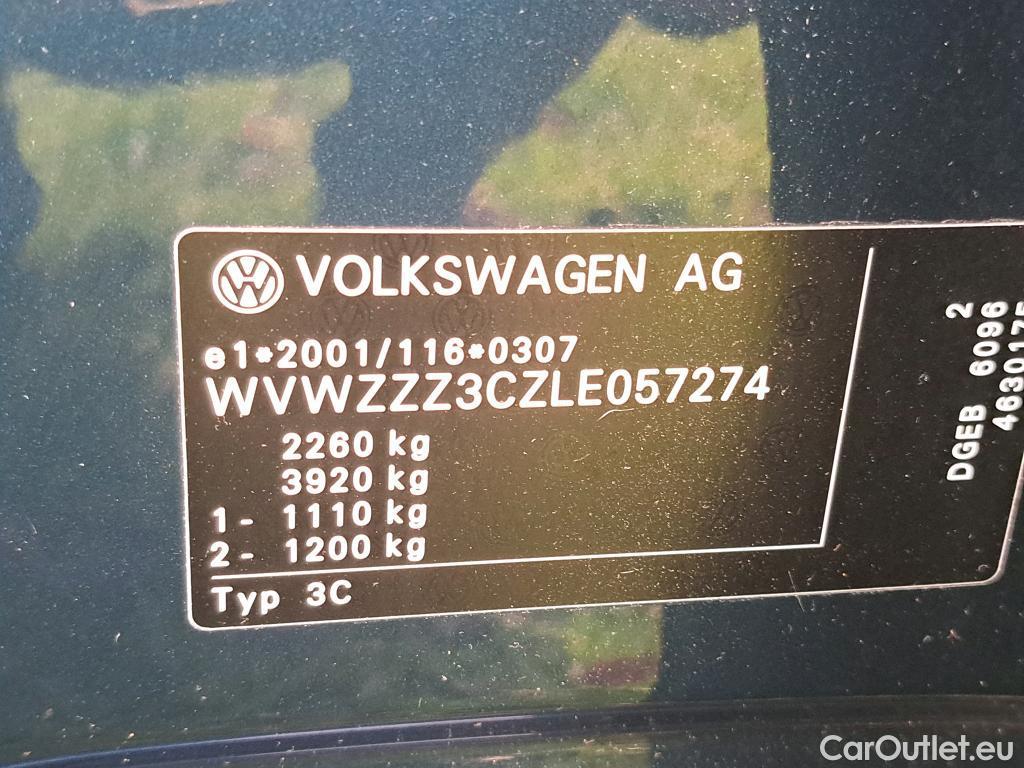 VOLKSWAGEN AG
e1*2001/116*0307
WVWZZZ3CZLE057274
2260 kg
3920 kg
1- 1110 kg
2- 1200 kg
Typ 3C
DGEB 6096 2
CarOutlet.eu